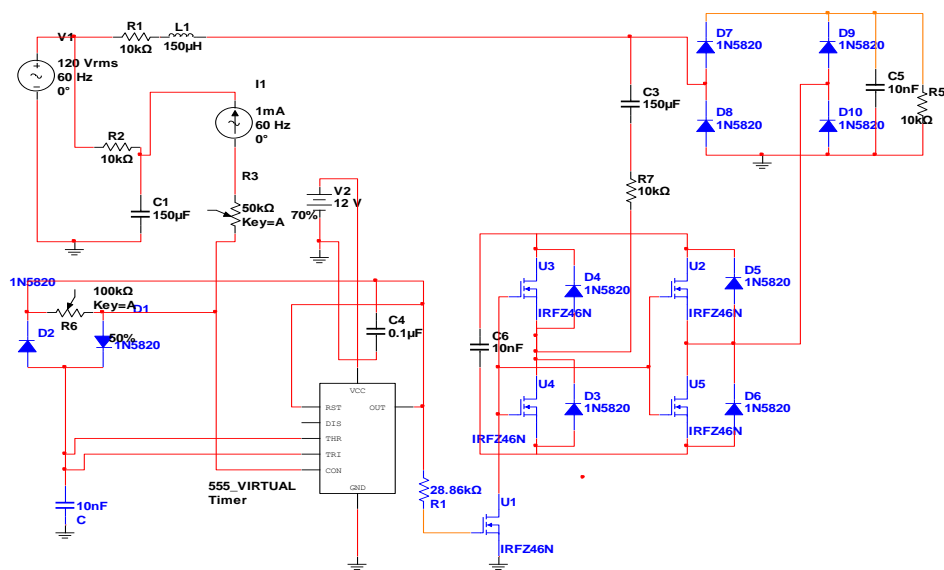 V1
120 Vrms
60 Hz
0°
R1
10kΩ
L1
150µH
R2
10kΩ
C1
150µF
I1
1mA
60 Hz
0°
R3
50kΩ
Key=A
70%
V2
12 V
C3
150µF
R7
10kΩ
D7
1N5820
D9
1N5820
D8
1N5820
D10
1N5820
C5
10nF
R5
10kΩ
1N5820
100kΩ
Key=A
R6
50%
D2
D1
1N5820
C4
0.1µF
10nF
C
VCC
RST
OUT
DIS
THR
TRI
CON
GND
555_VIRTUAL
Timer
28.86kΩ
R1
U1
IRFZ46N
C6
10nF
U3
IRFZ46N
D4
1N5820
U2
IRFZ46N
D5
1N5820
U4
IRFZ46N
D3
1N5820
U5
IRFZ46N
D6
1N5820